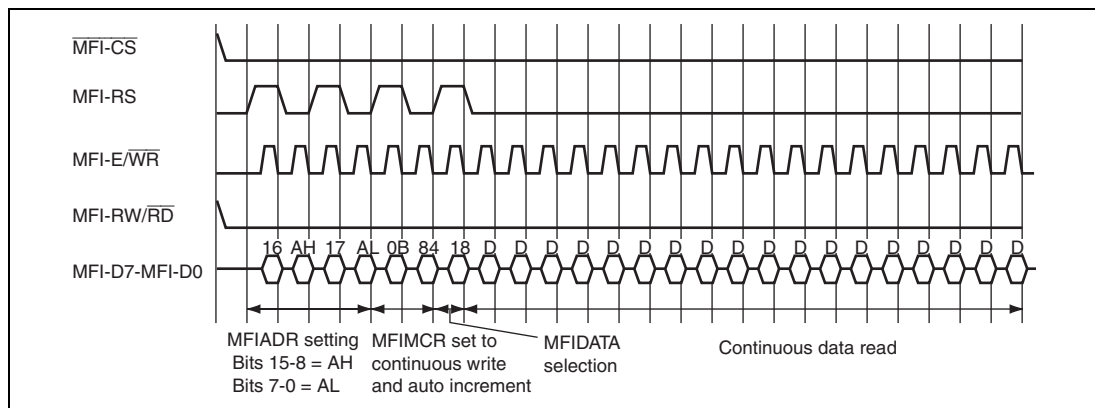 MFI-CS
MFI-RS
MFI-E/WR
MFI-RW/RD
16 AH 17 AL 0B 84 18 D D D D D D D D D D D D D D D D D D
MFI-D7-MFI-D0
MFIADR setting
Bits 15-8 = AH
Bits 7-0 = AL
MFIMCR set to
continuous write
and auto increment
MFIDATA
selection
Continuous data read